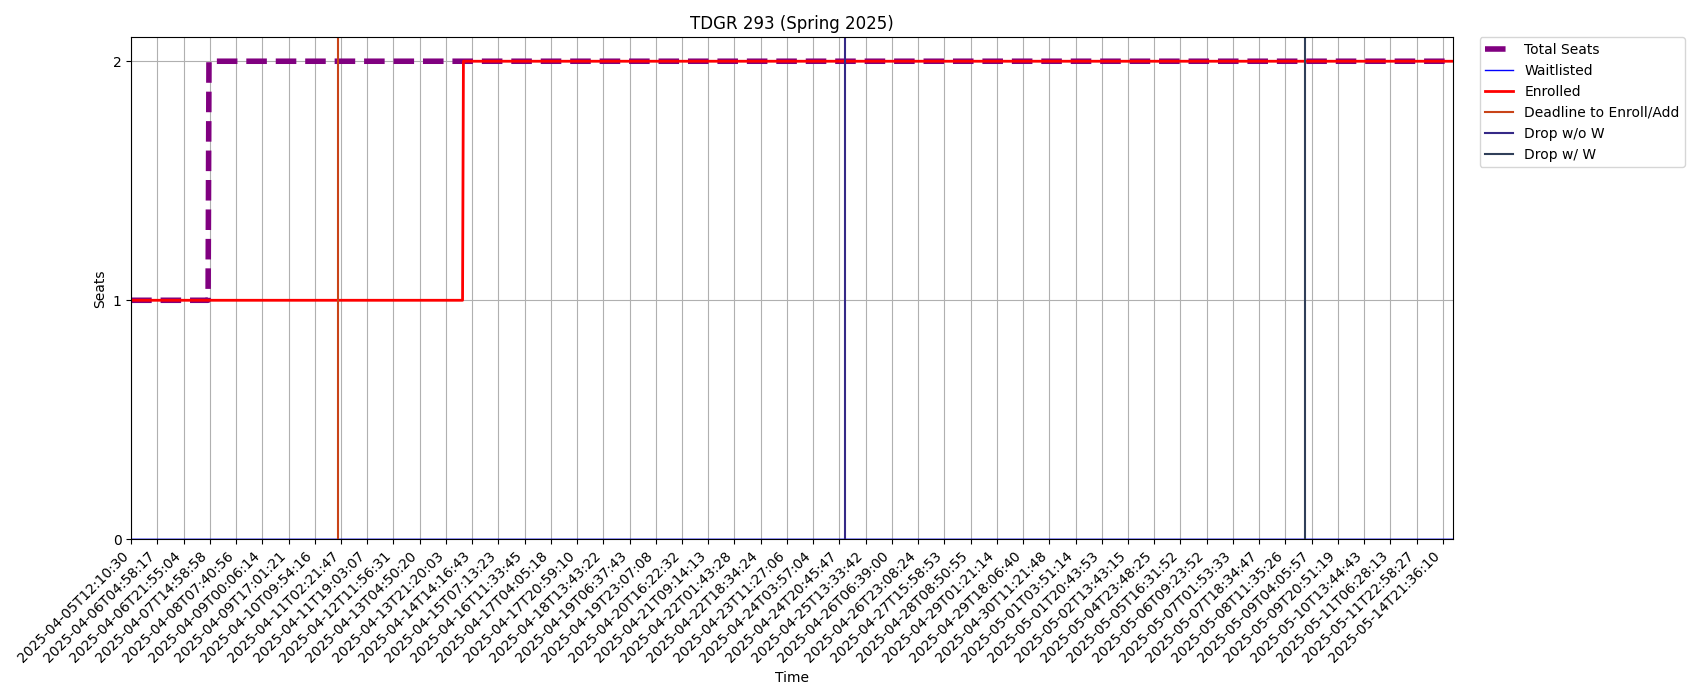 TDGR 293 (Spring 2025)
Total Seats
Waitlisted
Enrolled
Deadline to Enroll/Add
Drop w/o W
Drop w/ W
Seats
2
1
0
2025-04-05T12:10:30
2025-04-06T04:58:17
2025-04-06T21:55:04
2025-04-07T14:58:58
2025-04-08T07:40:56
2025-04-09T00:06:14
2025-04-09T17:01:21
2025-04-10T09:54:16
2025-04-11T02:21:47
2025-04-11T19:03:07
2025-04-12T11:56:31
2025-04-13T04:50:20
2025-04-13T21:20:03
2025-04-14T14:16:43
2025-04-15T07:13:23
2025-04-16T11:33:45
2025-04-17T04:05:18
2025-04-17T20:59:10
2025-04-18T13:43:22
2025-04-19T06:37:43
2025-04-19T23:07:08
2025-04-20T16:22:32
2025-04-21T09:14:13
2025-04-22T01:43:28
2025-04-22T18:34:24
2025-04-23T11:27:06
2025-04-24T03:57:04
2025-04-24T20:45:47
2025-04-25T13:33:42
2025-04-26T06:39:00
2025-04-26T23:08:24
2025-04-27T15:58:53
2025-04-28T08:50:55
2025-04-29T01:21:14
2025-04-29T18:06:40
2025-04-30T11:21:48
2025-05-01T03:51:14
2025-05-01T20:43:53
2025-05-02T13:43:15
2025-05-04T23:48:25
2025-05-05T16:31:52
2025-05-06T09:23:52
2025-05-07T01:53:33
2025-05-07T18:34:47
2025-05-08T11:35:26
2025-05-09T04:05:57
2025-05-09T20:51:19
2025-05-10T13:44:43
2025-05-11T06:28:13
2025-05-11T22:58:27
2025-05-14T21:36:10
Time